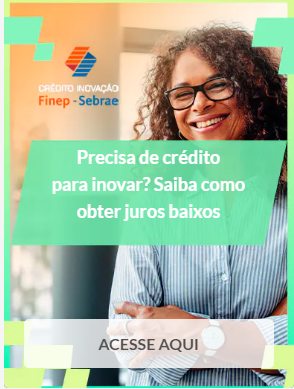 CRÉDITO INOVAÇÃO
Finep - Sebrae
Precisa de crédito
para inovar? Saiba como
obter juros baixos
ACESSE AQUI